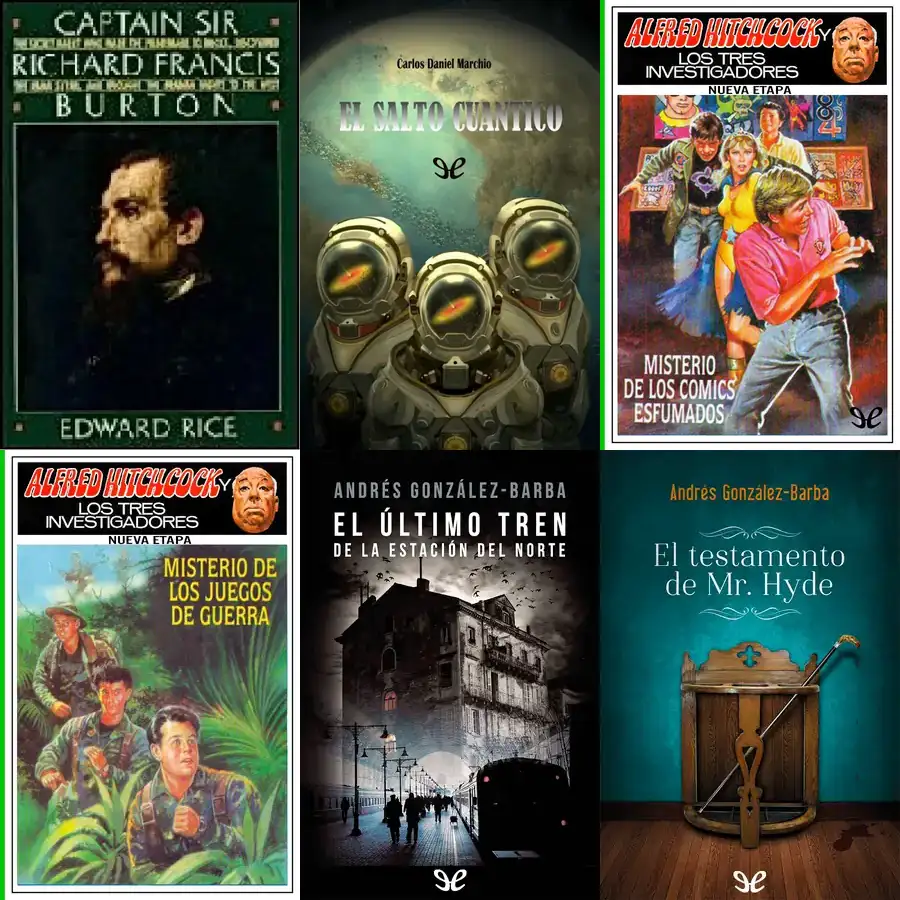 CAPTAIN SIR
RICHARD FRANCIS
BURTON
EDWARD RICE
Carlos Daniel Marchio
EL SALTO CUANTICO
ALFRED HITCHCOCK Y
LOS TRES
INVESTIGADORES
NUEVA ETAPA
MISTERIO
DE LOS COMICS
ESFUMADOS
ALFRED HITCHCOCK Y
LOS TRES
INVESTIGADORES
NUEVA ETAPA
MISTERIO DE
LOS JUEGOS
DE GUERRA
ANDRÉS GONZÁLEZ-BARBA
EL ÚLTIMO TREN
DE LA ESTACIÓN DEL NORTE
Andrés González-Barba
El testamento
de Mr. Hyde